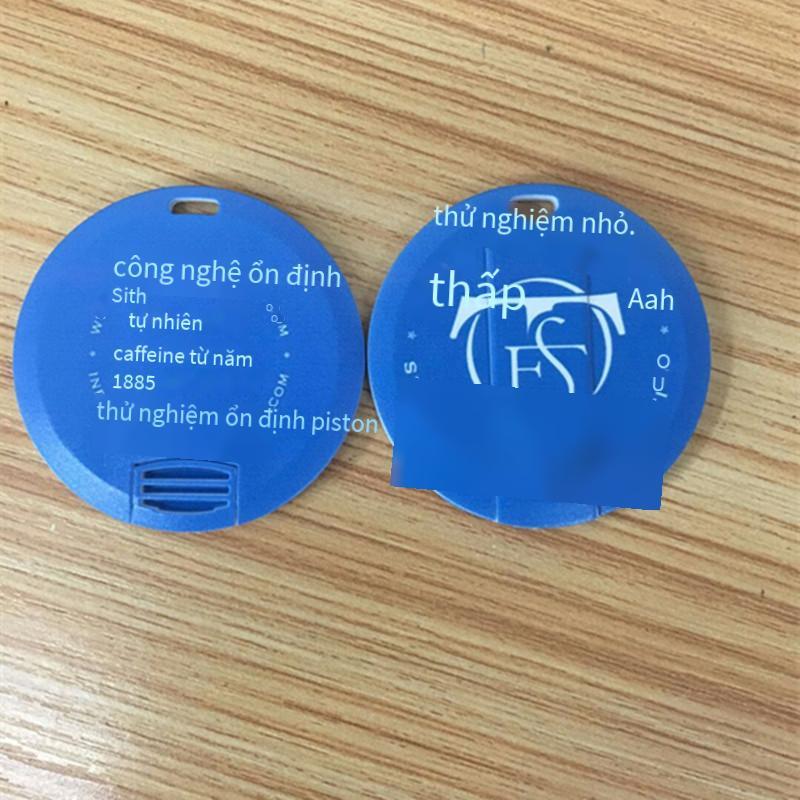 công nghệ ổn định
Sith
tự nhiên
caffeine từ năm
1885
thử nghiệm ổn định piston
thử nghiệm nhỏ.
thấp
Aah